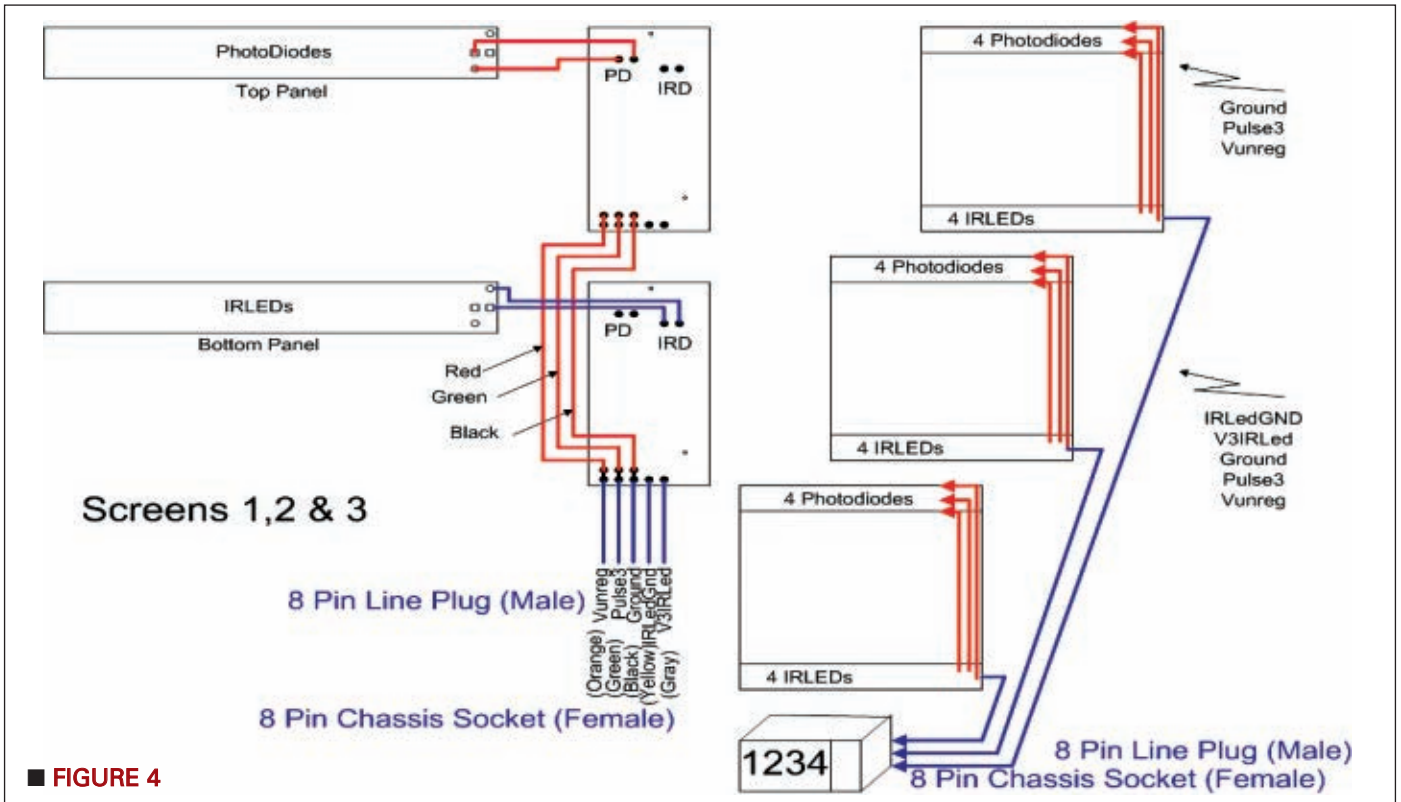 PhotoDiodes
Top Panel
PD
IRD
IRLEDs
Bottom Panel
PD
IRD
Red
Green
Black
Screens 1,2 & 3
8 Pin Line Plug (Male)
(Orange) Vunreg
(Green) Pulse3
(Black) Ground
(Yellow)IRLedGnd
(Gray) V3IRLed
8 Pin Chassis Socket (Female)
4 Photodiodes
4 IRLEDs
Ground
Pulse3
Vunreg
4 Photodiodes
4 IRLEDs
IRLedGND
V3IRLed
Ground
Pulse3
Vunreg
4 Photodiodes
4 IRLEDs
1234
8 Pin Line Plug (Male)
8 Pin Chassis Socket (Female)
■ FIGURE 4